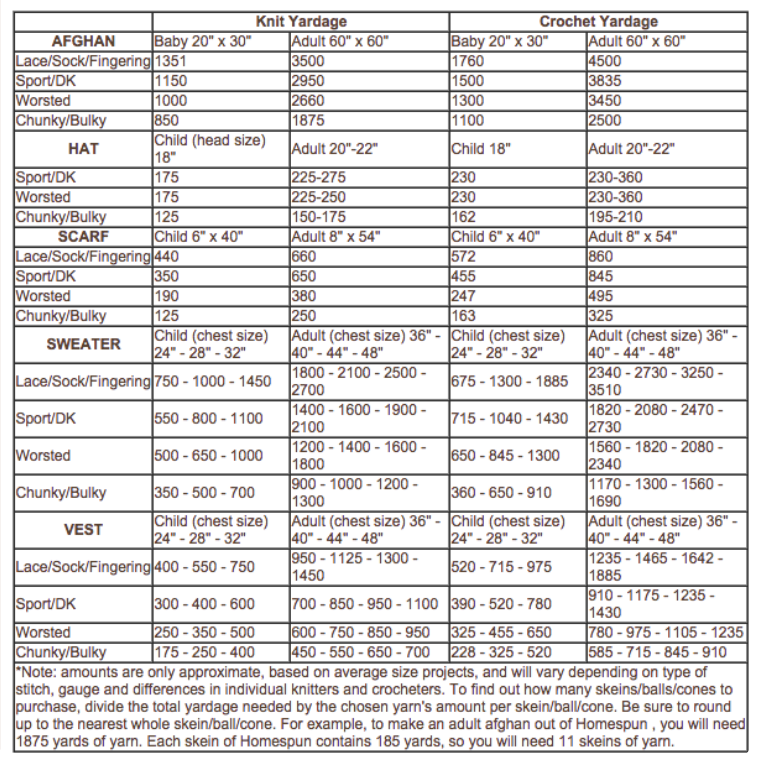 Knit Yardage Crochet Yardage
AFGHAN Baby 20" x 30" Adult 60" x 60" Baby 20" x 30" Adult 60" x 60"
Lace/Sock/Fingering 1351 3500 1760 4500
Sport/DK 1150 2950 1500 3835
Worsted 1000 2660 1300 3450
Chunky/Bulky 850 1875 1100 2500
HAT Child (head size) 18" Adult 20"-22" Child 18" Adult 20"-22"
Sport/DK 175 225-275 230 230-360
Worsted 175 225-250 230 230-360
Chunky/Bulky 125 150-175 162 195-210
SCARF Child 6" x 40" Adult 8" x 54" Child 6" x 40" Adult 8" x 54"
Lace/Sock/Fingering 440 660 572 860
Sport/DK 350 650 455 845
Worsted 190 380 247 495
Chunky/Bulky 125 250 163 325
SWEATER Child (chest size) 24" - 28" - 32" Adult (chest size) 36" - 40" - 44" - 48" Child (chest size) 24" - 28" - 32" Adult (chest size) 36" - 40" - 44" - 48"
Lace/Sock/Fingering 750 - 1000 - 1450 1800 - 2100 - 2500 - 2700 675 - 1300 - 1885 2340 - 2730 - 3250 - 3510
Sport/DK 550 - 800 - 1100 1400 - 1600 - 1900 - 2100 715 - 1040 - 1430 1820 - 2080 - 2470 - 2730
Worsted 500 - 650 - 1000 1200 - 1400 - 1600 - 1800 650 - 845 - 1300 1560 - 1820 - 2080 - 2340
Chunky/Bulky 350 - 500 - 700 900 - 1000 - 1200 - 1300 360 - 650 - 910 1170 - 1300 - 1560 - 1690
VEST Child (chest size) 24" - 28" - 32" Adult (chest size) 36" - 40" - 44" - 48" Child (chest size) 24" - 28" - 32" Adult (chest size) 36" - 40" - 44" - 48"
Lace/Sock/Fingering 400 - 550 - 750 950 - 1125 - 1300 - 1450 520 - 715 - 975 1235 - 1465 - 1642 - 1885
Sport/DK 300 - 400 - 600 700 - 850 - 950 - 1100 390 - 520 - 780 910 - 1175 - 1235 - 1430
Worsted 250 - 350 - 500 600 - 750 - 850 - 950 325 - 455 - 650 780 - 975 - 1105 - 1235
Chunky/Bulky 175 - 250 - 400 450 - 550 - 650 - 700 228 - 325 - 520 585 - 715 - 845 - 910
*Note: amounts are only approximate, based on average size projects, and will vary depending on type of
stitch, gauge and differences in individual knitters and crocheters. To find out how many skeins/balls/cones to
purchase, divide the total yardage needed by the chosen yarn's amount per skein/ball/cone. Be sure to round
up to the nearest whole skein/ball/cone. For example, to make an adult afghan out of Homespun , you will need
1875 yards of yarn. Each skein of Homespun contains 185 yards, so you will need 11 skeins of yarn.